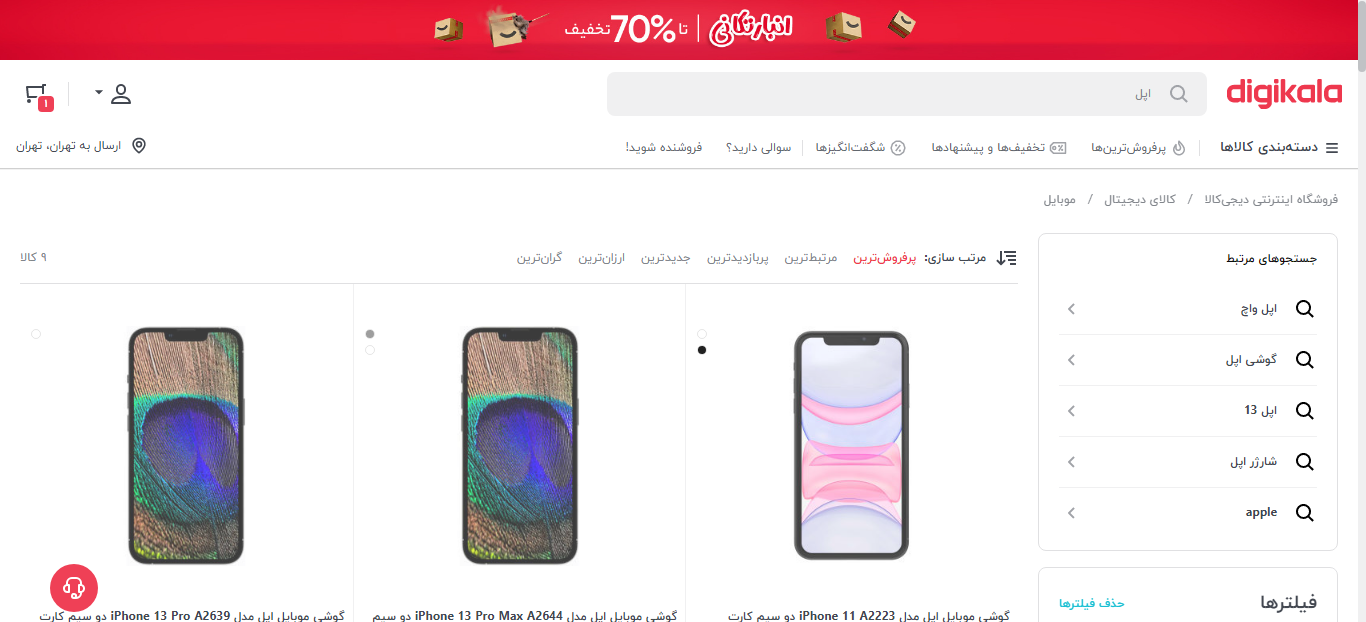 انبارتکانی | تا 70% تخفیف
digikala
اپل
۱
دسته‌بندی کالاها
پرفروش‌ترین‌ها
تخفیف‌ها و پیشنهادها
شگفت‌انگیزها
سوالی دارید؟
فروشنده شوید!
ارسال به تهران، تهران
فروشگاه اینترنتی دیجی‌کالا / کالای دیجیتال / موبایل
جستجوهای مرتبط
اپل واچ
گوشی اپل
اپل 13
شارژر اپل
apple
فیلترها
حذف فیلترها
مرتب سازی: پرفروش‌ترین مرتبط‌ترین پربازدیدترین جدیدترین ارزان‌ترین گران‌ترین
۹ کالا
گوشی موبایل اپل مدل iPhone 11 A2223 دو سیم‌ کارت
گوشی موبایل اپل مدل iPhone 13 Pro Max A2644 دو سیم
گوشی موبایل اپل مدل iPhone 13 Pro A2639 دو سیم‌ کارت